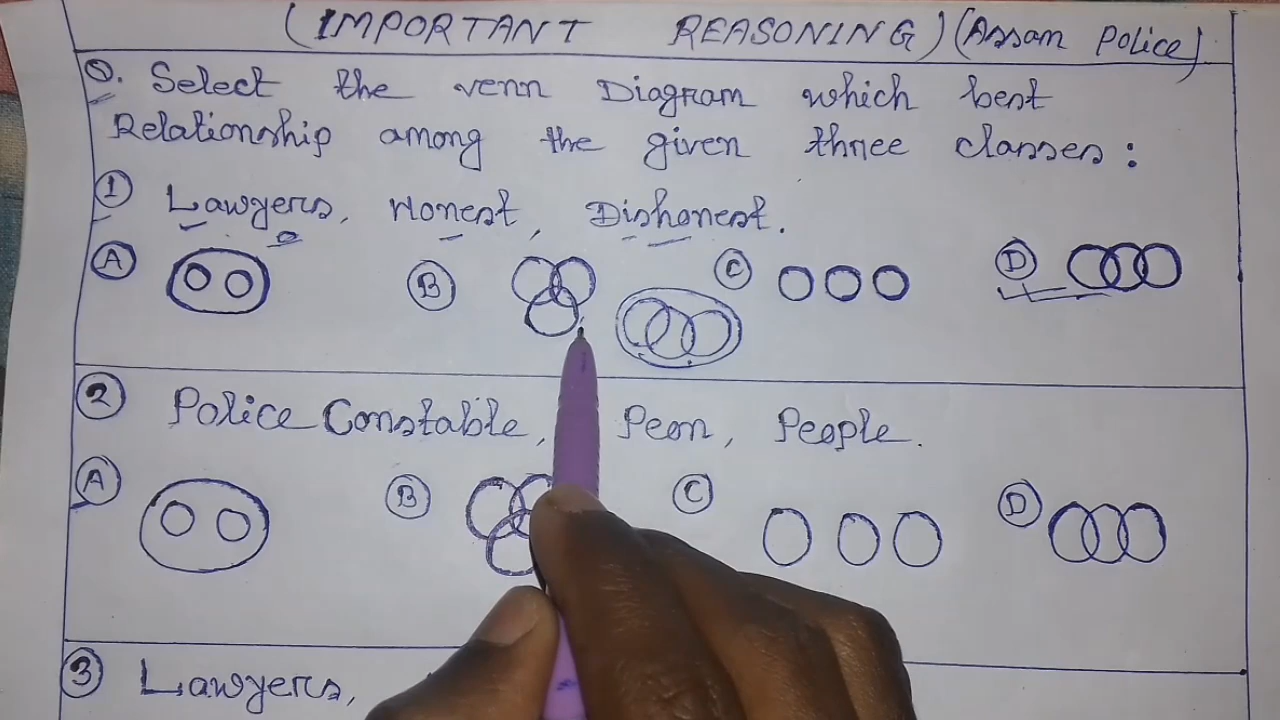 (IMPORTANT REASONING) (Assam Police)
Q. Select the venn Diagram which best
Relationship among the given three classes:
1 Lawyers, Honest, Dishonest.
A B C D
2 Police Constable, Peon, People.
A B C D
3 Lawyers,